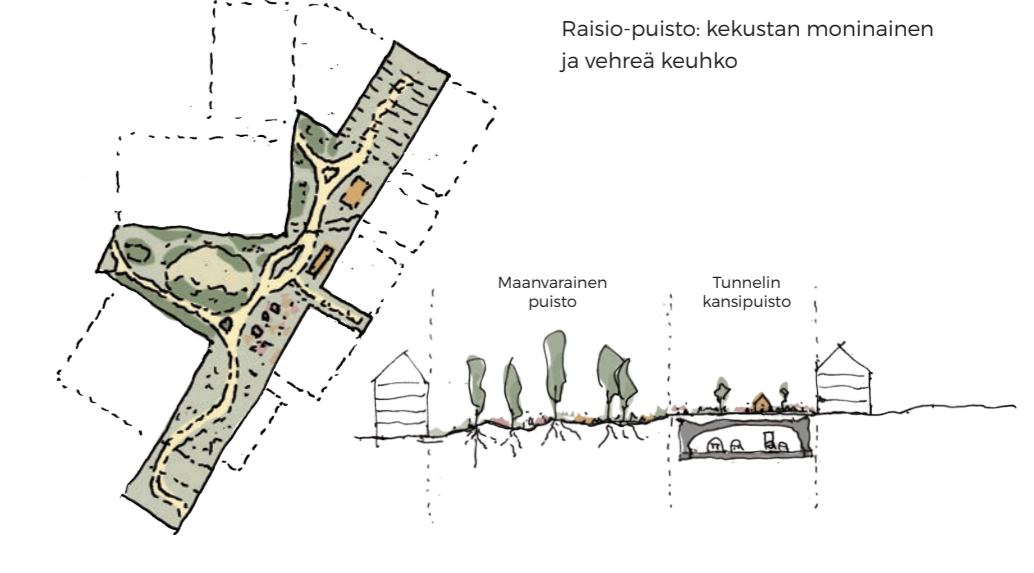 Raisio-puisto: kekustan moninainen
ja vehreä keuhko
Maanvarainen
puisto
Tunnelin
kansipuisto